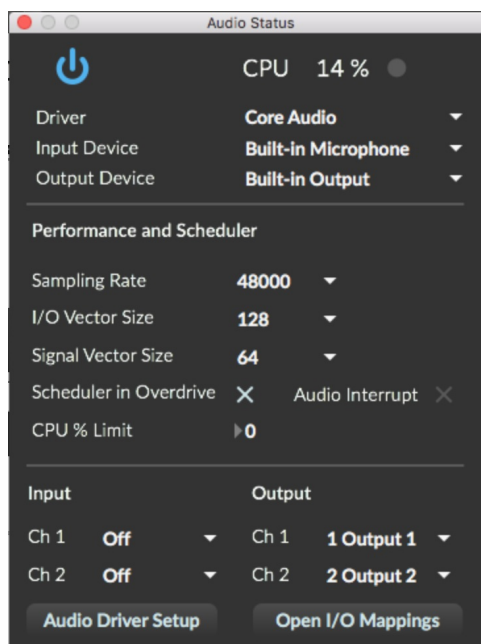 Audio Status
CPU 14 %
Driver Core Audio
Input Device Built-in Microphone
Output Device Built-in Output
Performance and Scheduler
Sampling Rate 48000
I/O Vector Size 128
Signal Vector Size 64
Scheduler in Overdrive Audio Interrupt
CPU % Limit 0
Input Output
Ch 1 Off Ch 1 1 Output 1
Ch 2 Off Ch 2 2 Output 2
Audio Driver Setup Open I/O Mappings